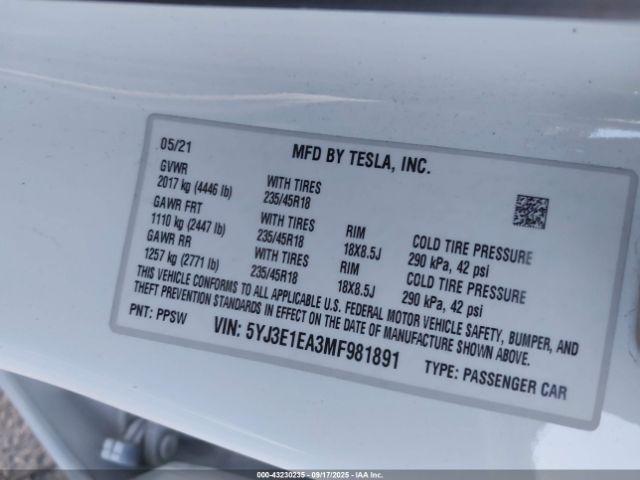 05/21
MFD BY TESLA, INC.
GVWR
2017 kg (4446 lb)
WITH TIRES
235/45R18
GAWR FRT
1110 kg (2447 lb)
WITH TIRES
235/45R18
RIM
18X8.5J
COLD TIRE PRESSURE
290 kPa, 42 psi
GAWR RR
1257 kg (2771 lb)
WITH TIRES
235/45R18
RIM
18X8.5J
COLD TIRE PRESSURE
290 kPa, 42 psi
THIS VEHICLE CONFORMS TO ALL APPLICABLE U.S. FEDERAL MOTOR VEHICLE SAFETY, BUMPER, AND
THEFT PREVENTION STANDARDS IN EFFECT ON THE DATE OF MANUFACTURE SHOWN ABOVE.
PNT: PPSW
VIN: 5YJ3E1EA3MF981891
TYPE: PASSENGER CAR
000-43230235 - 09/17/2025 - IAA Inc.